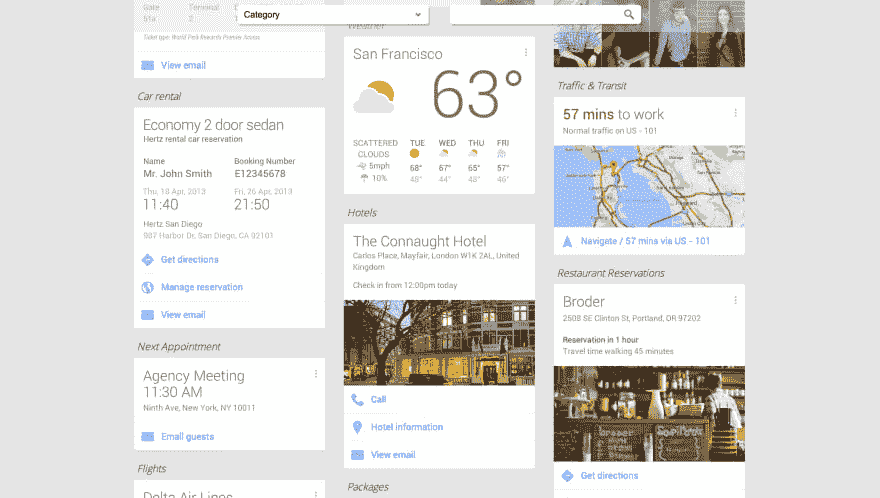 Category
Gate Terminal
51a 2
Ticket type: World Perk Rewards Premier Access
View email
Car rental
Economy 2 door sedan
Hertz rental car reservation
Name Booking Number
Mr. John Smith E12345678
Thu, 18 Apr, 2013 Fri, 26 Apr, 2013
11:40 21:50
Hertz San Diego
987 Harbor Dr, San Diego, CA 92101
Get directions
Manage reservation
View email
Next Appointment
Agency Meeting
11:30 AM
Ninth Ave, New York, NY 10011
Email guests
Flights
Delta Air Lines
Weather
San Francisco
63°
SCATTERED CLOUDS
5mph
10%
TUE WED THU FRI
68° 67° 65° 57°
48° 44° 48° 46°
Hotels
The Connaught Hotel
Carlos Place, Mayfair, London W1K 2AL, United
Kingdom
Check in from 12:00pm today
Call
Hotel information
View email
Packages
Traffic & Transit
57 mins to work
Normal traffic on US - 101
Navigate / 57 mins via US - 101
Restaurant Reservations
Broder
2508 SE Clinton St, Portland, OR 97202
Reservation in 1 hour
Travel time walking 45 minutes
Get directions